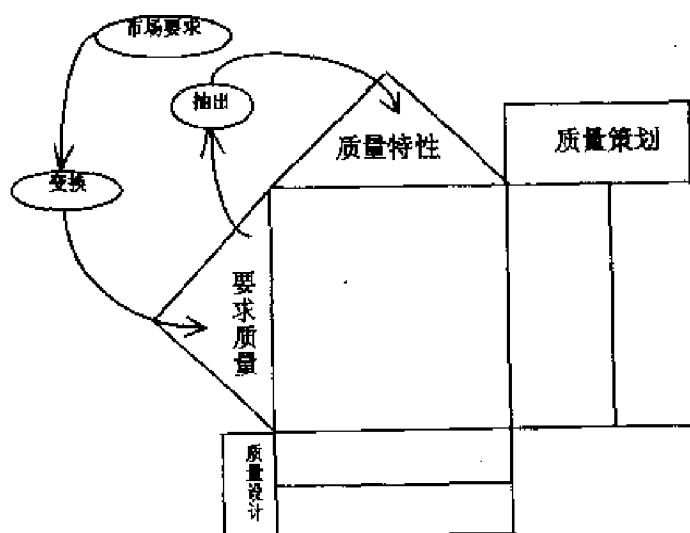 市场要求
抽出
变换
质量特性
质量策划
要求质量
质量设计